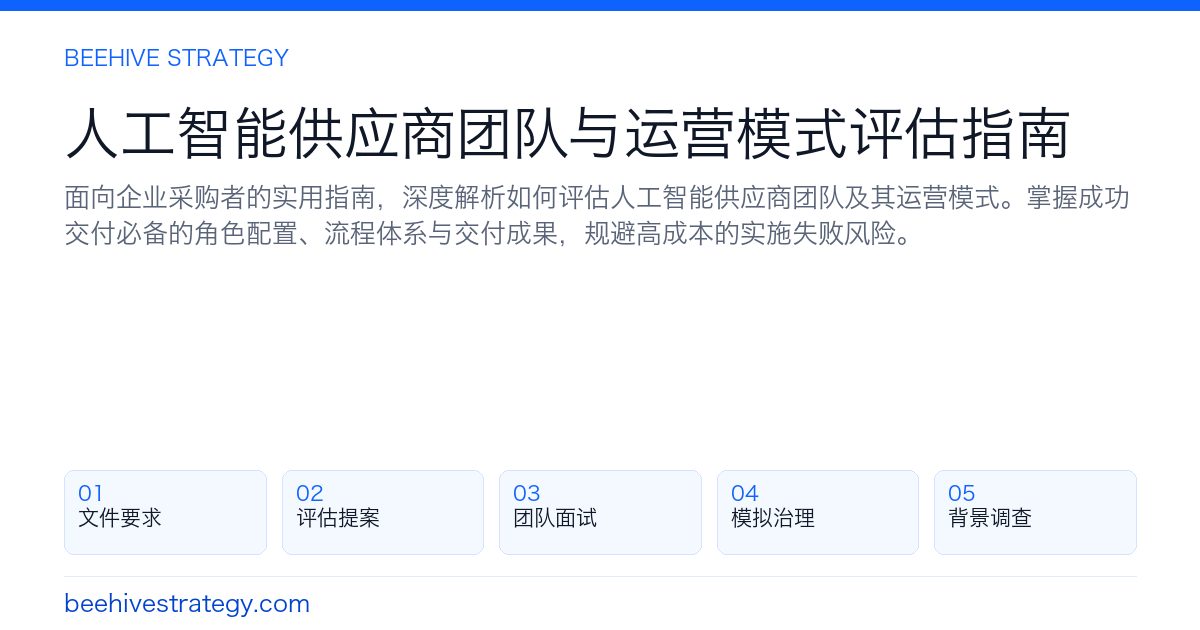 BEEHIVE STRATEGY
人工智能供应商团队与运营模式评估指南
面向企业采购者的实用指南，深度解析如何评估人工智能供应商团队及其运营模式。掌握成功
交付必备的角色配置、流程体系与交付成果，规避高成本的实施失败风险。
01
文件要求
02
评估提案
03
团队面试
04
模拟治理
05
背景调查
beehivestrategy.com